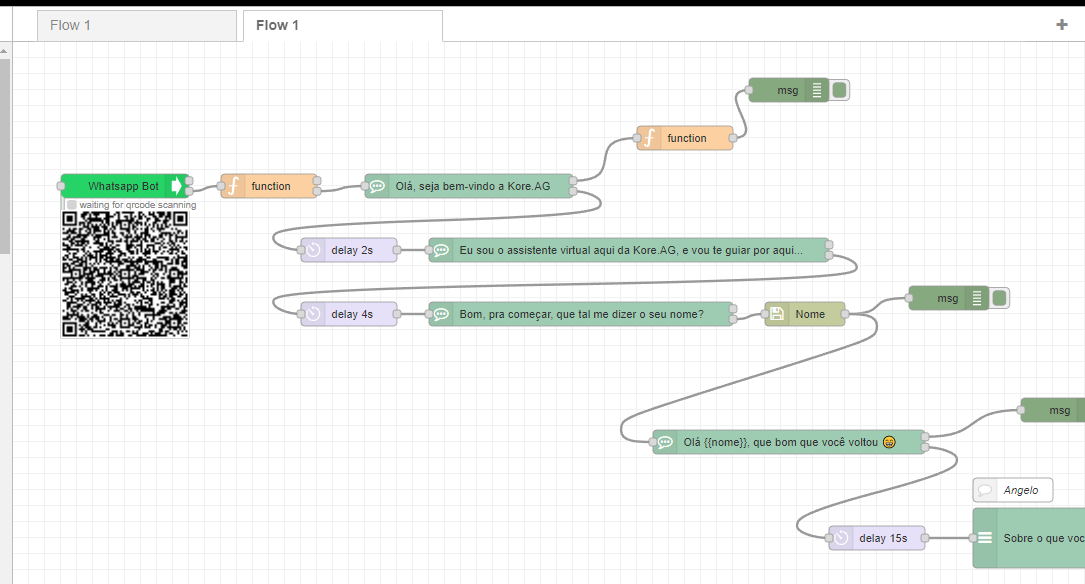 Flow 1
Flow 1
msg
function
Whatsapp Bot
function
Olá, seja bem-vindo a Kore.AG
waiting for qrcode scanning
delay 2s
Eu sou o assistente virtual aqui da Kore.AG, e vou te guiar por aqui...
msg
delay 4s
Bom, pra começar, que tal me dizer o seu nome?
Nome
msg
Olá {{nome}}, que bom que você voltou 😄
Angelo
delay 15s
Sobre o que voc